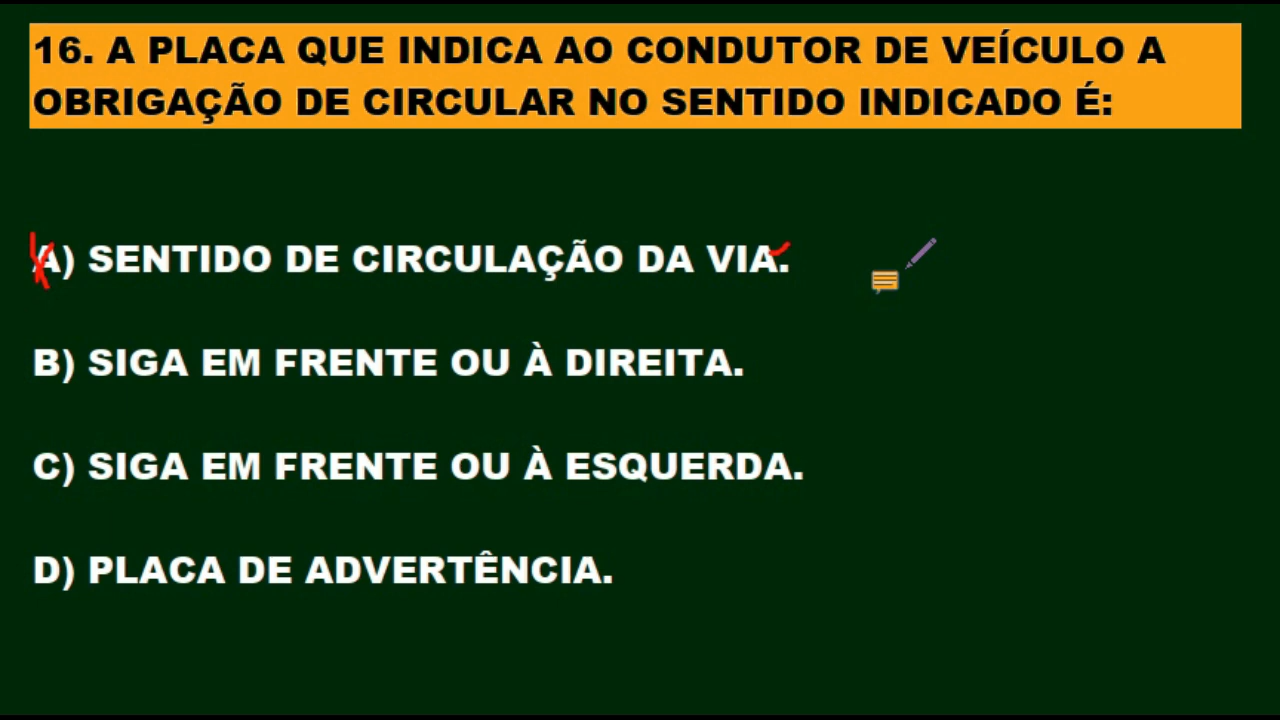 16. A PLACA QUE INDICA AO CONDUTOR DE VEÍCULO A
OBRIGAÇÃO DE CIRCULAR NO SENTIDO INDICADO É:
A) SENTIDO DE CIRCULAÇÃO DA VIA.
B) SIGA EM FRENTE OU À DIREITA.
C) SIGA EM FRENTE OU À ESQUERDA.
D) PLACA DE ADVERTÊNCIA.